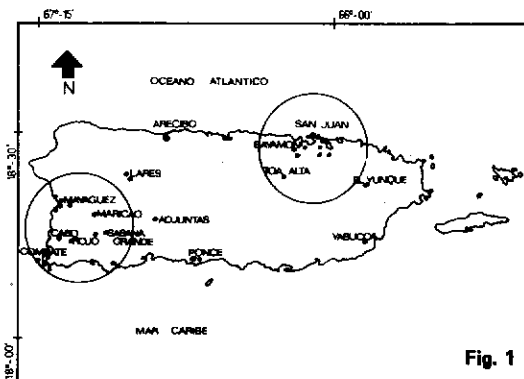 67°-15'
66°-00
N
OCEANO ATLANTICO
ARECIBO
SAN JUAN
BAYAMON
18°-30'
LARES
TOA ALTA
EL YUNQUE
MAYAGUEZ
MARICAO
ADJUNTAS
CABO ROJO
SABANA GRANDE
YABUCOA
COMBATE
PONCE
MAR CARIBE
18°-00
Fig. 1